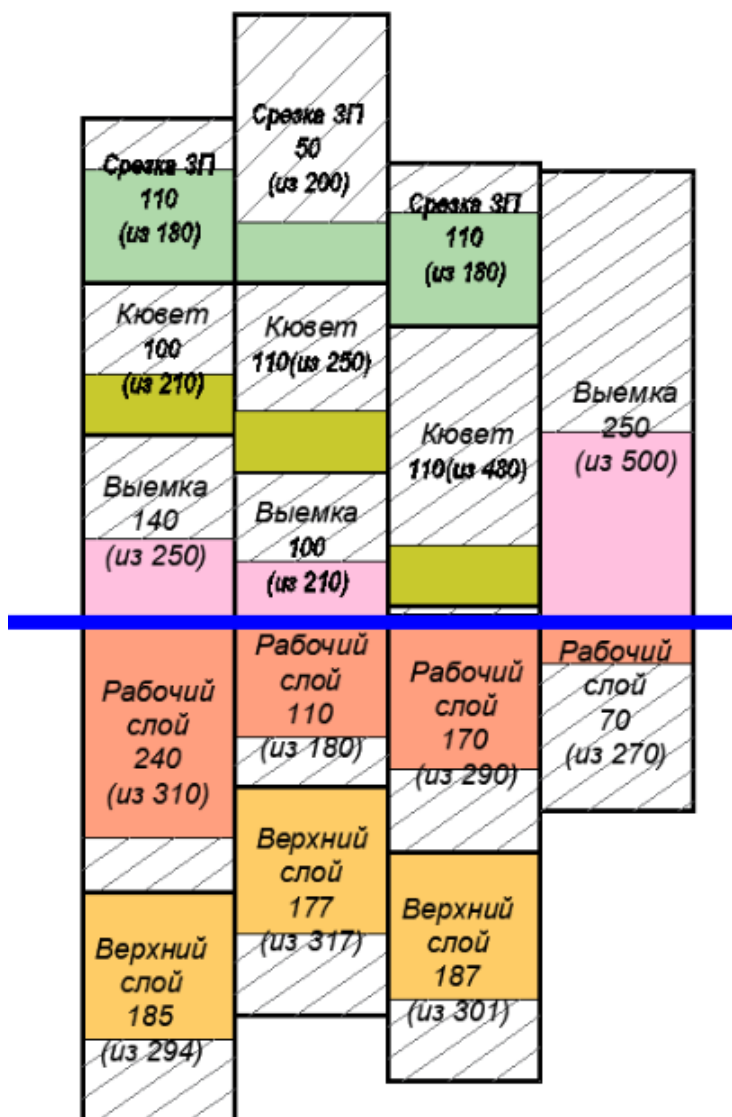 Срезка ЗП
110
(из 180)
Кювет
100
(из 210)
Выемка
140
(из 250)
Рабочий
слой
240
(из 310)
Верхний
слой
185
(из 294)
Срезка ЗП
50
(из 200)
Кювет
110(из 250)
Выемка
100
(из 210)
Рабочий
слой
110
(из 180)
Верхний
слой
177
(из 317)
Срезка ЗП
110
(из 180)
Кювет
110(из 480)
Рабочий
слой
170
(из 290)
Верхний
слой
187
(из 301)
Выемка
250
(из 500)
Рабочий
слой
70
(из 270)